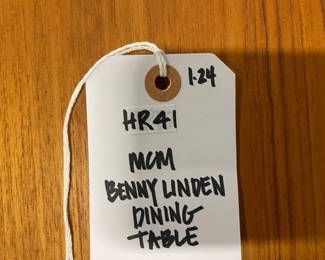 1.24
HR41
MCM
BENNY LINDEN
DINING
TABLE